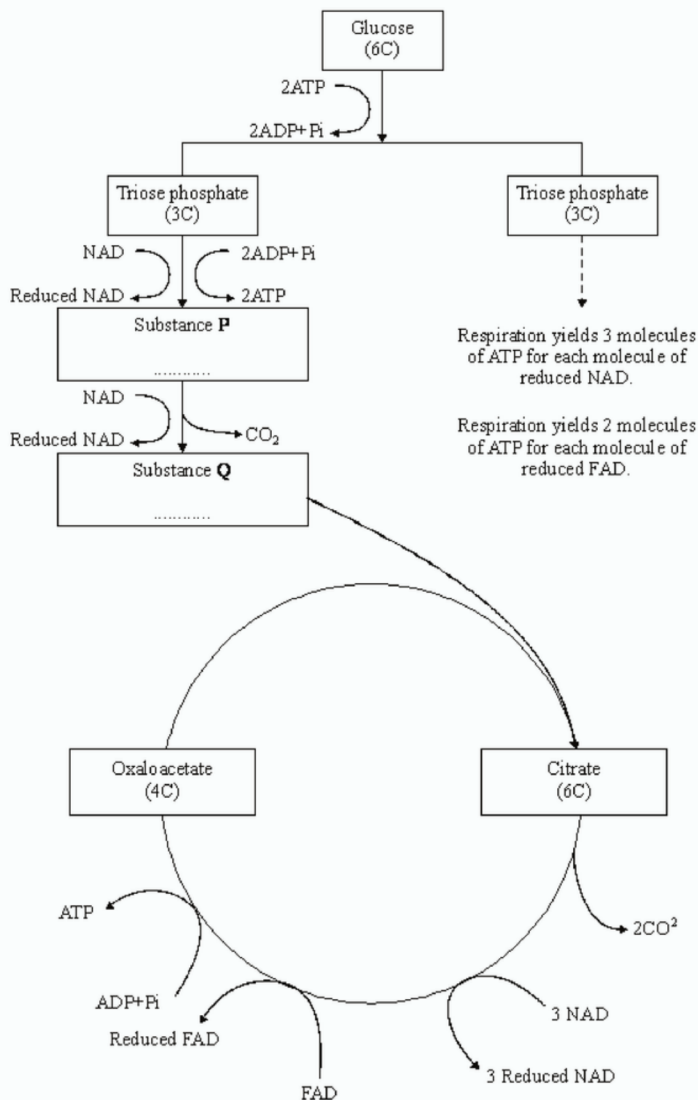 Glucose
(6C)
2ATP
2ADP+Pi
Triose phosphate
(3C)
Triose phosphate
(3C)
NAD
2ADP+Pi
Reduced NAD
2ATP
Substance P
............
Respiration yields 3 molecules
of ATP for each molecule of
reduced NAD.
NAD
Reduced NAD
CO₂
Respiration yields 2 molecules
of ATP for each molecule of
reduced FAD.
Substance Q
............
Oxaloacetate
(4C)
Citrate
(6C)
ATP
2CO²
ADP+Pi
3 NAD
Reduced FAD
3 Reduced NAD
FAD